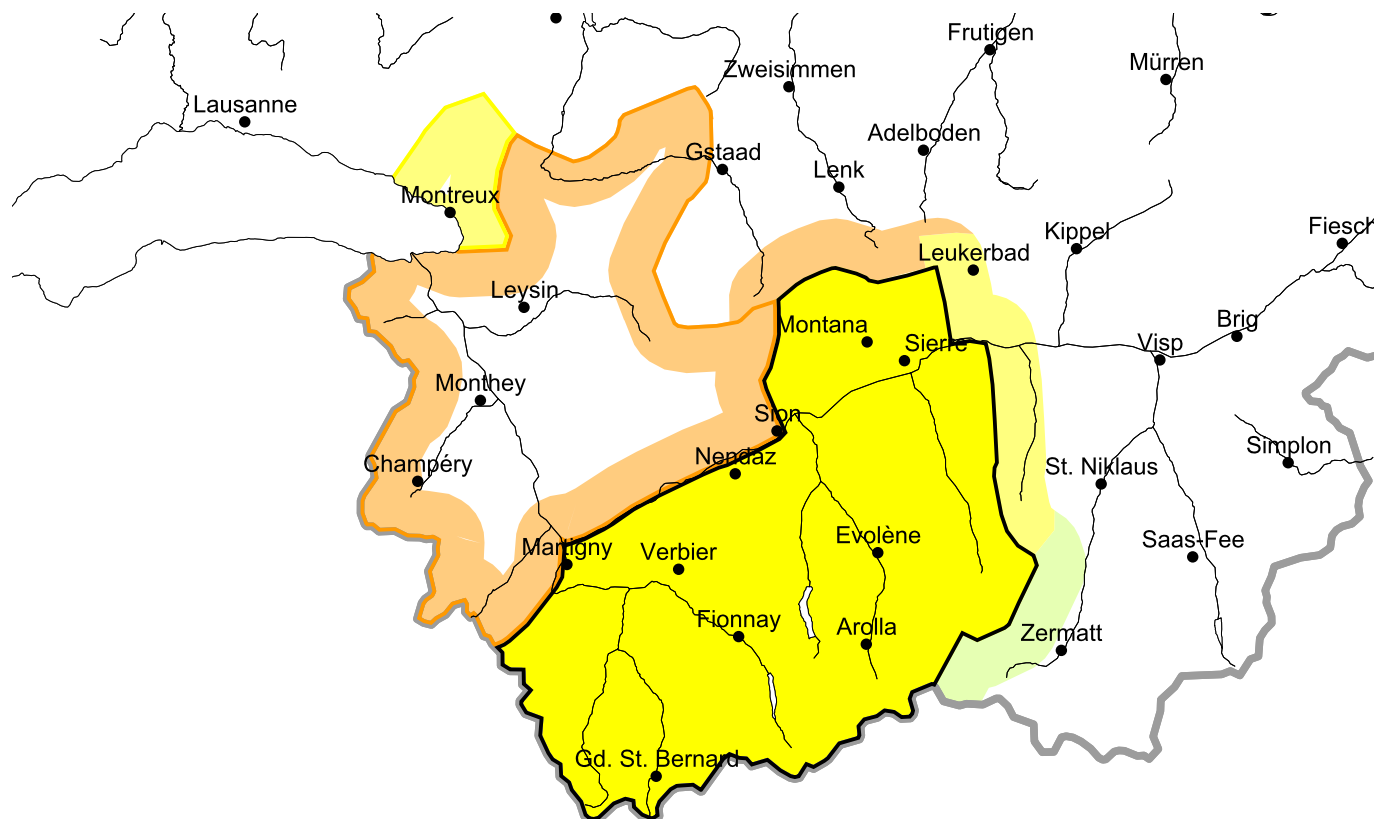 Frutigen
Mürren
Zweisimmen
Lausanne
Adelboden
Gstaad
Lenk
Montreux
Kippel
Fiesch
Leukerbad
Leysin
Montana
Brig
Sierre
Visp
Monthey
Sion
Simplon
Nendaz
Champéry
St. Niklaus
Evolène
Saas-Fee
Martigny
Verbier
Fionnay
Arolla
Zermatt
Gd. St. Bernard